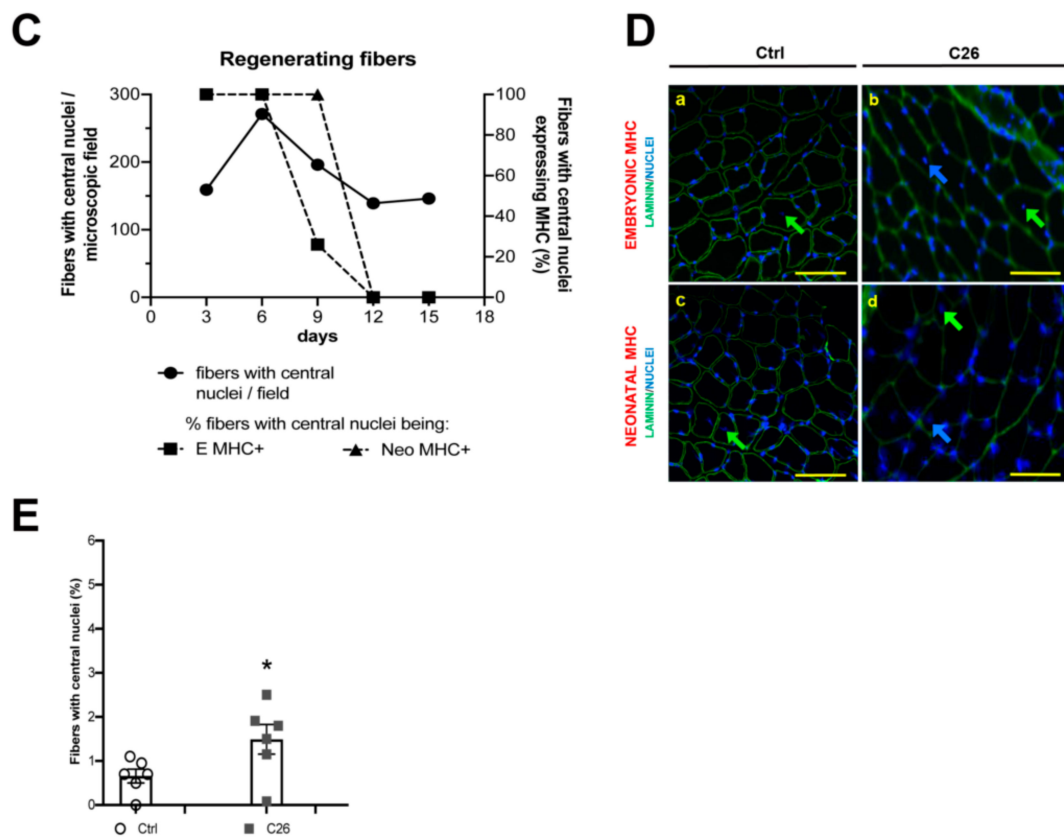 C
Regenerating fibers
Fibers with central nuclei /
microscopic field
300
200
100
0
100
80
60
40
20
0
Fibers with central nuclei
expressing MHC (%)
0
3
6
9
12
15
18
days
fibers with central
nuclei / field
% fibers with central nuclei being:
E MHC+
Neo MHC+
D
Ctrl
C26
EMBRYONIC MHC
LAMININ/NUCLEI
a
b
NEONATAL MHC
LAMININ/NUCLEI
c
d
E
Fibers with central nuclei (%)
6
5
4
3
2
1
0
*
Ctrl
C26